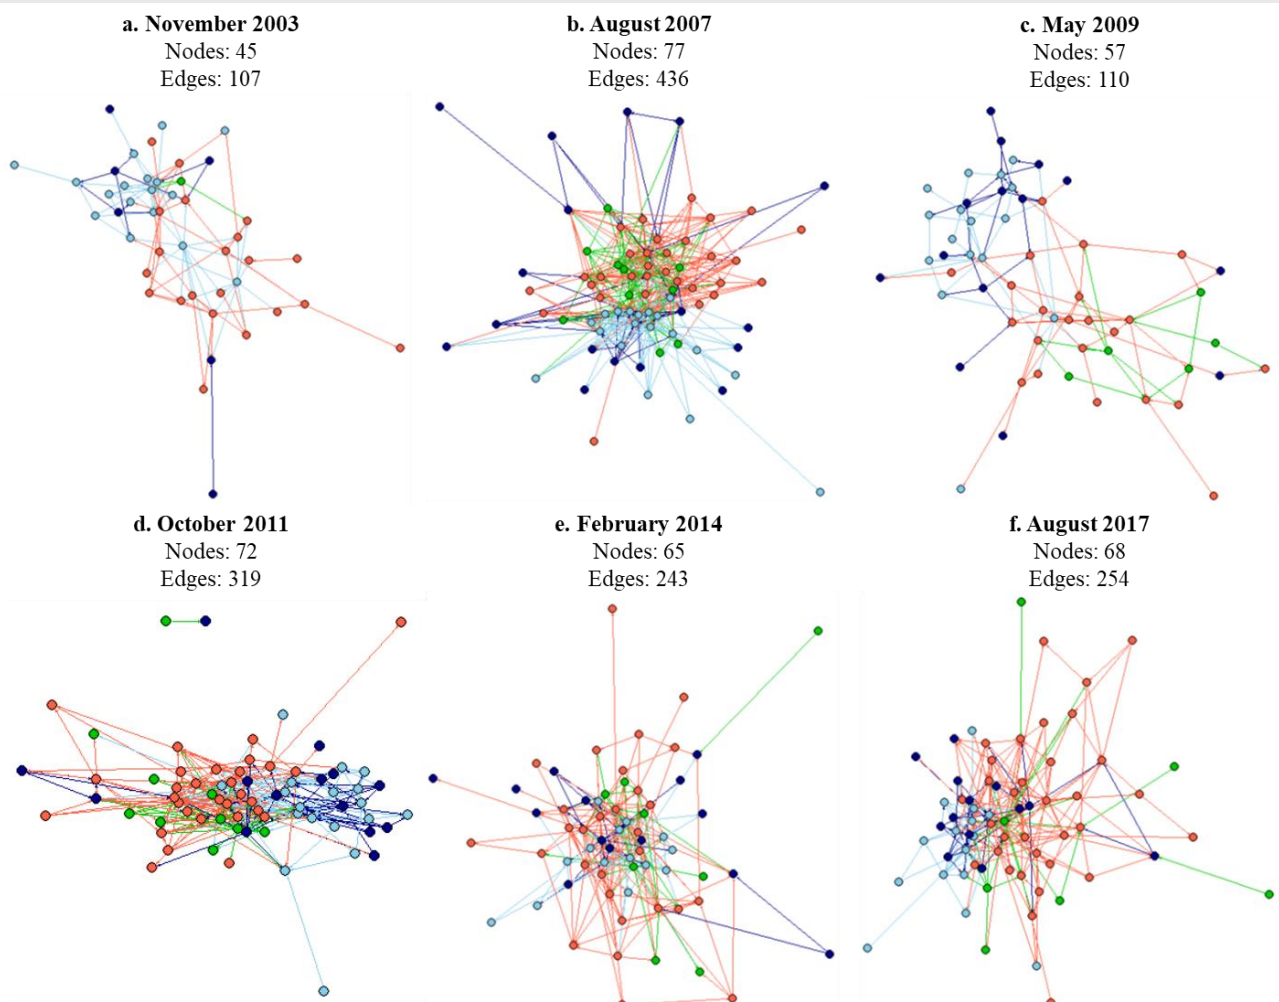 a. November 2003
Nodes: 45
Edges: 107
b. August 2007
Nodes: 77
Edges: 436
c. May 2009
Nodes: 57
Edges: 110
d. October 2011
Nodes: 72
Edges: 319
e. February 2014
Nodes: 65
Edges: 243
f. August 2017
Nodes: 68
Edges: 254